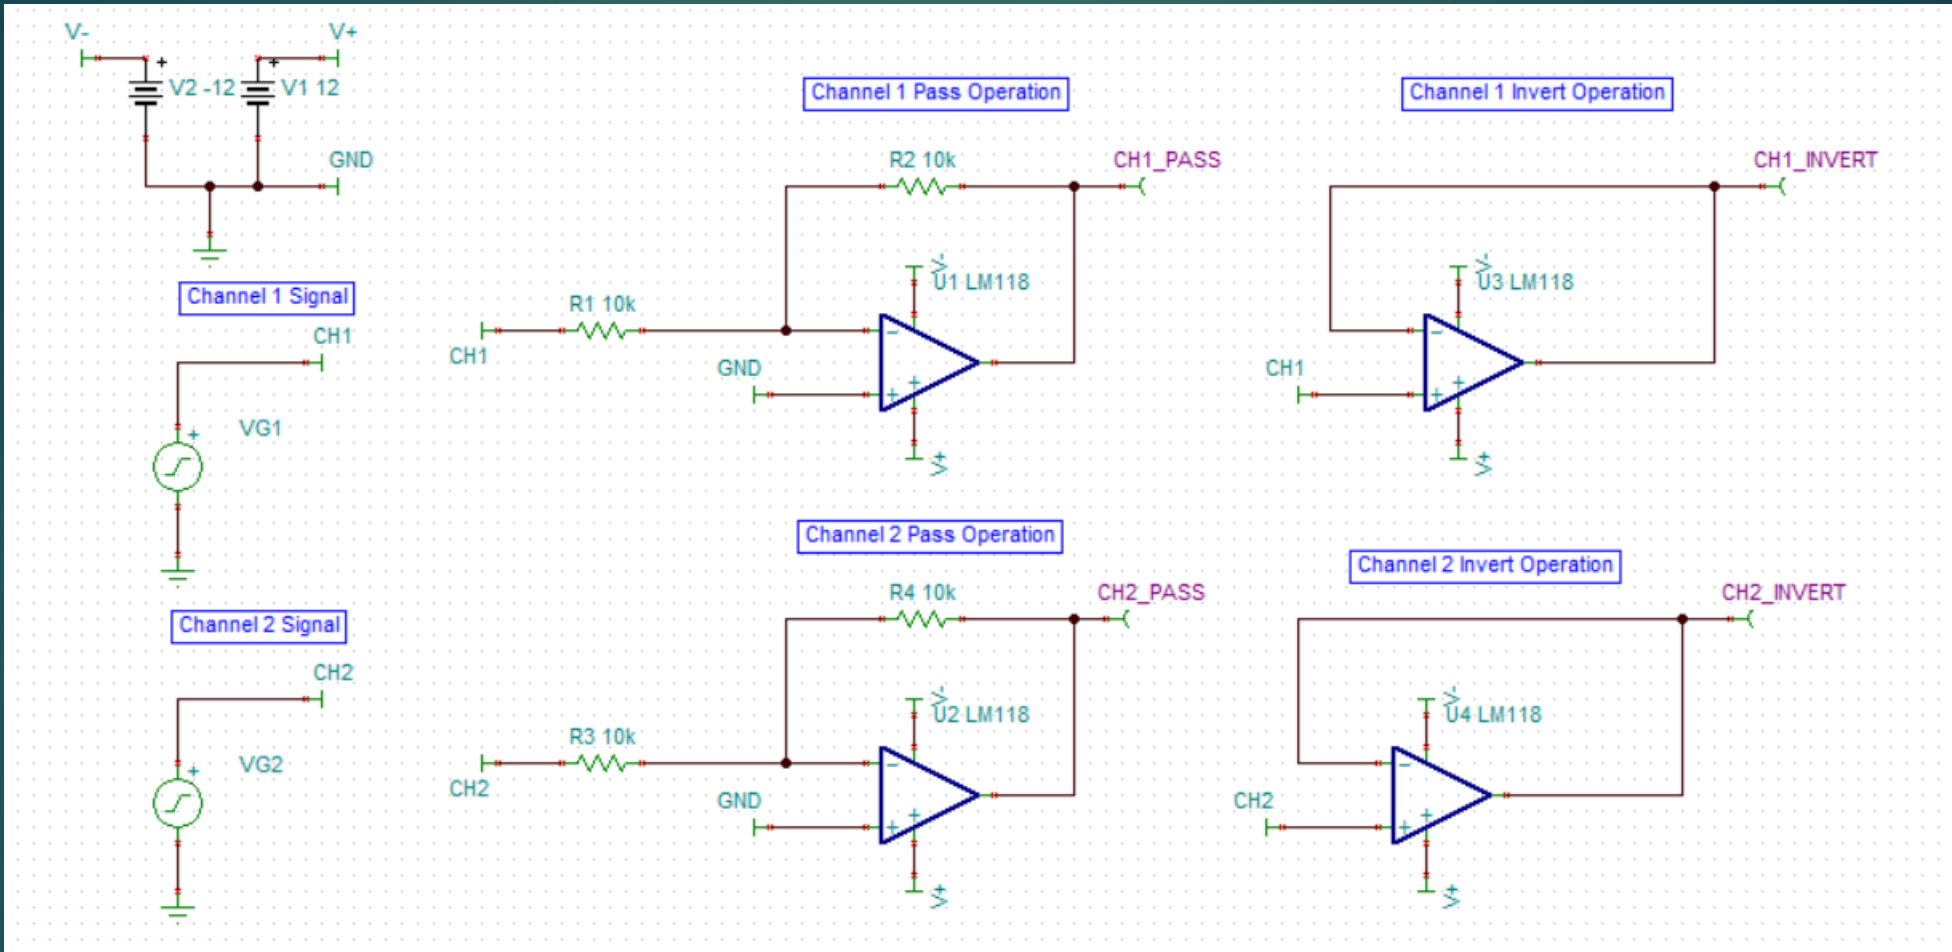 V-
V+
V2 -12
V1 12
GND
Channel 1 Signal
CH1
VG1
Channel 2 Signal
CH2
VG2
Channel 1 Pass Operation
R2 10k
CH1_PASS
V-
U1 LM118
R1 10k
CH1
GND
V+
Channel 1 Invert Operation
CH1_INVERT
V-
U3 LM118
CH1
V+
Channel 2 Pass Operation
R4 10k
CH2_PASS
V-
U2 LM118
R3 10k
CH2
GND
V+
Channel 2 Invert Operation
CH2_INVERT
V-
U4 LM118
CH2
V+